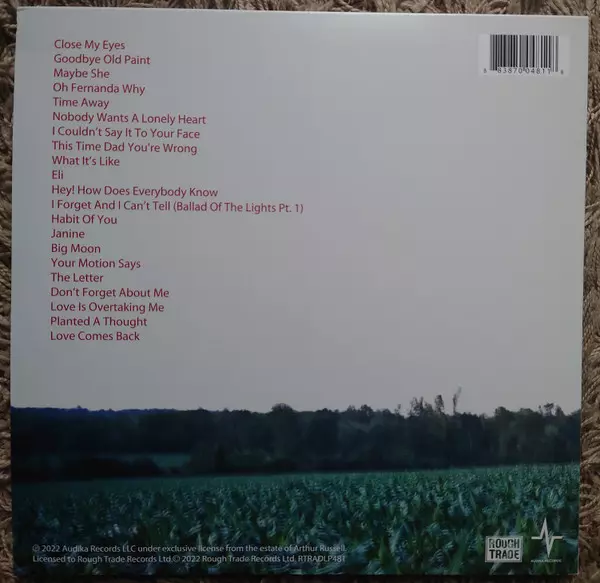 Close My Eyes
Goodbye Old Paint
Maybe She
Oh Fernanda Why
Time Away
Nobody Wants A Lonely Heart
I Couldn't Say It To Your Face
This Time Dad You're Wrong
What It's Like
Eli
Hey! How Does Everybody Know
I Forget And I Can't Tell (Ballad Of The Lights Pt. 1)
Habit Of You
Janine
Big Moon
Your Motion Says
The Letter
Don't Forget About Me
Love Is Overtaking Me
Planted A Thought
Love Comes Back
℗ 2022 Audika Records LLC under exclusive license from the estate of Arthur Russell.
Licensed to Rough Trade Records Ltd.© 2022 Rough Trade Records Ltd. RTRADLP481
ROUGH
TRADE
AUDIKA RECORDS